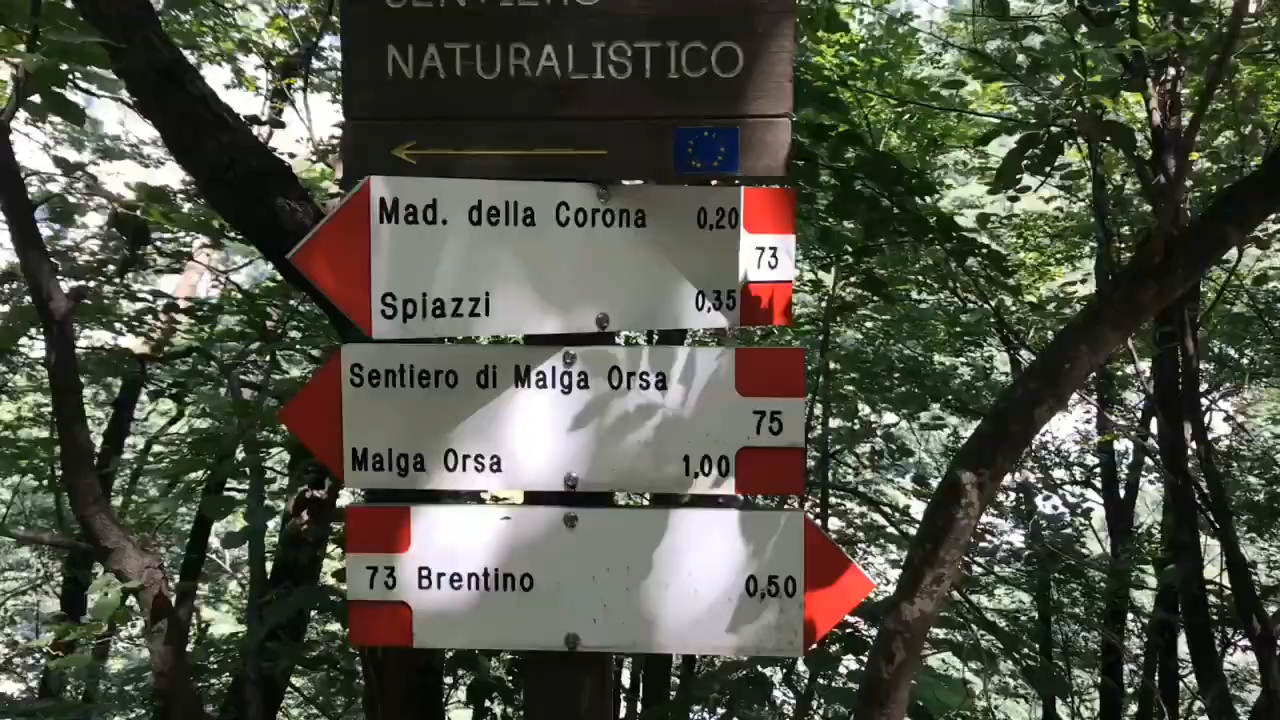 SENTIERO
NATURALISTICO
Mad. della Corona 0,20
73
Spiazzi 0,35
Sentiero di Malga Orsa
75
Malga Orsa 1,00
73 Brentino 0,50